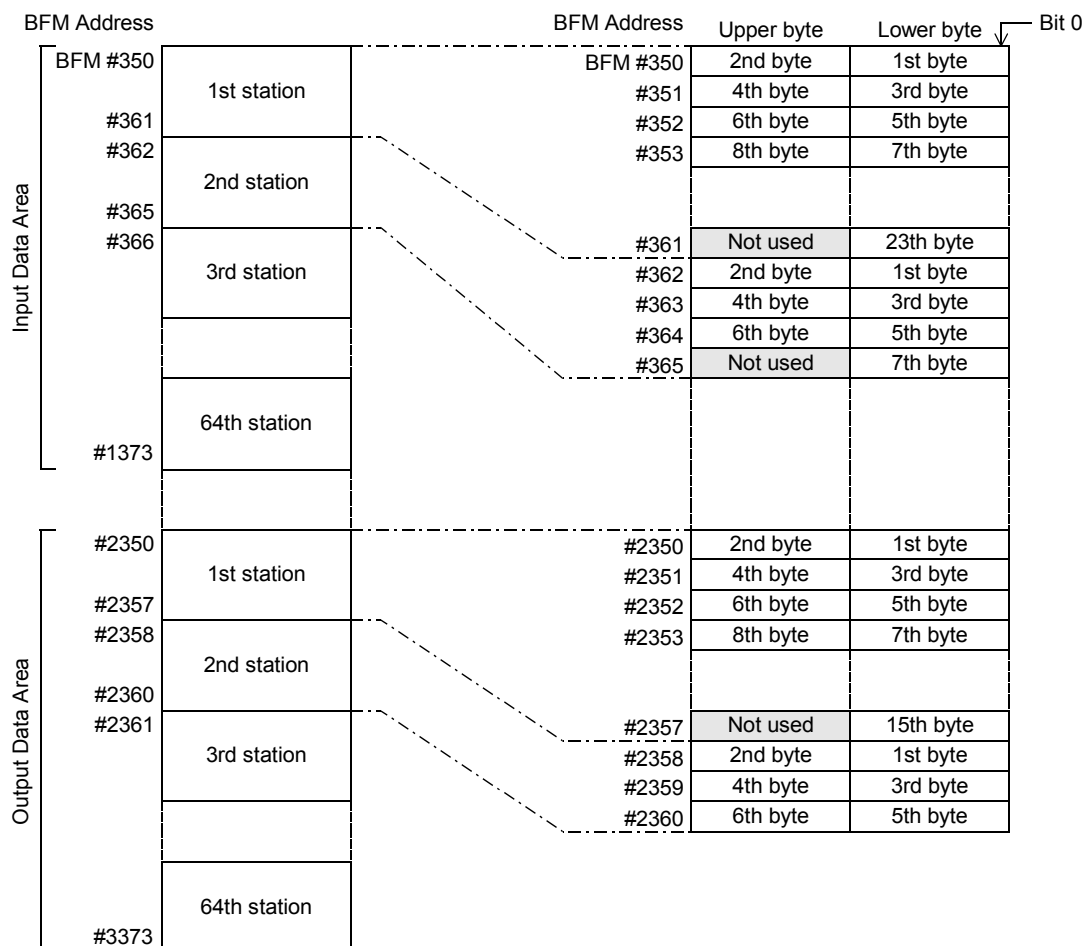 BFM Address BFM Address Upper byte Lower byte Bit 0
BFM #350 BFM #350 2nd byte 1st byte
1st station #351 4th byte 3rd byte
#361 #352 6th byte 5th byte
#362 #353 8th byte 7th byte
2nd station
#365
#366 #361 Not used 23th byte
3rd station #362 2nd byte 1st byte
#363 4th byte 3rd byte
#364 6th byte 5th byte
#365 Not used 7th byte
Input Data Area
64th station
#1373
#2350 #2350 2nd byte 1st byte
1st station #2351 4th byte 3rd byte
#2357 #2352 6th byte 5th byte
#2358 #2353 8th byte 7th byte
2nd station
#2360
#2361 #2357 Not used 15th byte
3rd station #2358 2nd byte 1st byte
#2359 4th byte 3rd byte
#2360 6th byte 5th byte
Output Data Area
64th station
#3373